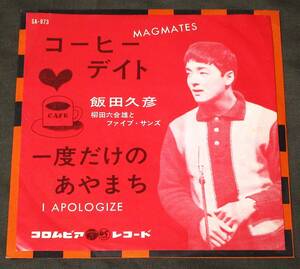 SA-973
MAGMATES
コーヒー
デイト
CAFE
飯田久彦
柳田六合雄と
ファイブ・サンズ
一度だけの
あやまち
I APOLOGIZE
コロムビア レコード